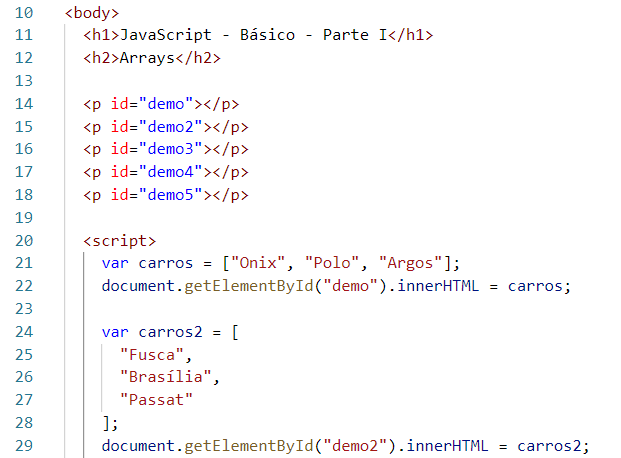 10 <body>
11 <h1>JavaScript - Básico - Parte I</h1>
12 <h2>Arrays</h2>
13
14 <p id="demo"></p>
15 <p id="demo2"></p>
16 <p id="demo3"></p>
17 <p id="demo4"></p>
18 <p id="demo5"></p>
19
20 <script>
21 var carros = ["Onix", "Polo", "Argos"];
22 document.getElementById("demo").innerHTML = carros;
23
24 var carros2 = [
25 "Fusca",
26 "Brasília",
27 "Passat"
28 ];
29 document.getElementById("demo2").innerHTML = carros2;